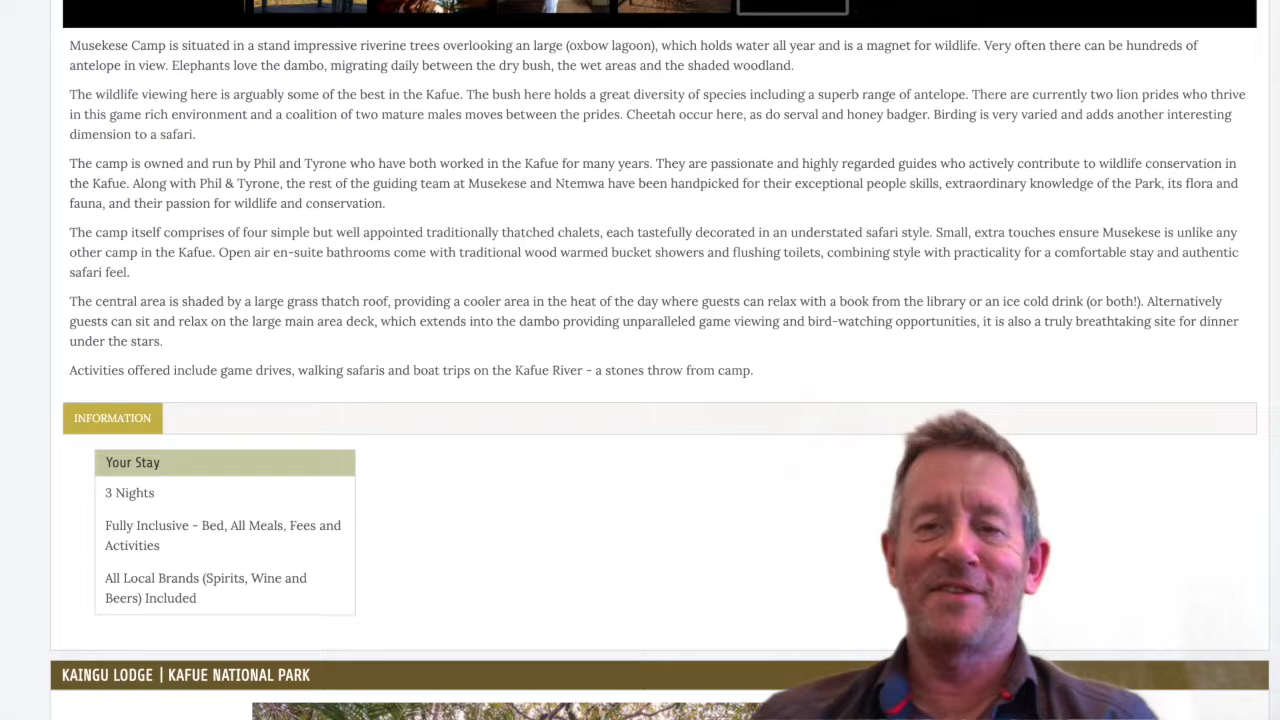 Musekese Camp is situated in a stand impressive riverine trees overlooking an large (oxbow lagoon), which holds water all year and is a magnet for wildlife. Very often there can be hundreds of
antelope in view. Elephants love the dambo, migrating daily between the dry bush, the wet areas and the shaded woodland.
The wildlife viewing here is arguably some of the best in the Kafue. The bush here holds a great diversity of species including a superb range of antelope. There are currently two lion prides who thrive
in this game rich environment and a coalition of two mature males moves between the prides. Cheetah occur here, as do serval and honey badger. Birding is very varied and adds another interesting
dimension to a safari.
The camp is owned and run by Phil and Tyrone who have both worked in the Kafue for many years. They are passionate and highly regarded guides who actively contribute to wildlife conservation in
the Kafue. Along with Phil & Tyrone, the rest of the guiding team at Musekese and Ntemwa have been handpicked for their exceptional people skills, extraordinary knowledge of the Park, its flora and
fauna, and their passion for wildlife and conservation.
The camp itself comprises of four simple but well appointed traditionally thatched chalets, each tastefully decorated in an understated safari style. Small, extra touches ensure Musekese is unlike any
other camp in the Kafue. Open air en-suite bathrooms come with traditional wood warmed bucket showers and flushing toilets, combining style with practicality for a comfortable stay and authentic
safari feel.
The central area is shaded by a large grass thatch roof, providing a cooler area in the heat of the day where guests can relax with a book from the library or an ice cold drink (or both!). Alternatively
guests can sit and relax on the large main area deck, which extends into the dambo providing unparalleled game viewing and bird-watching opportunities, it is also a truly breathtaking site for dinner
under the stars.
Activities offered include game drives, walking safaris and boat trips on the Kafue River - a stones throw from camp.
INFORMATION
Your Stay
3 Nights
Fully Inclusive - Bed, All Meals, Fees and
Activities
All Local Brands (Spirits, Wine and
Beers) Included
KAINGU LODGE | KAFUE NATIONAL PARK